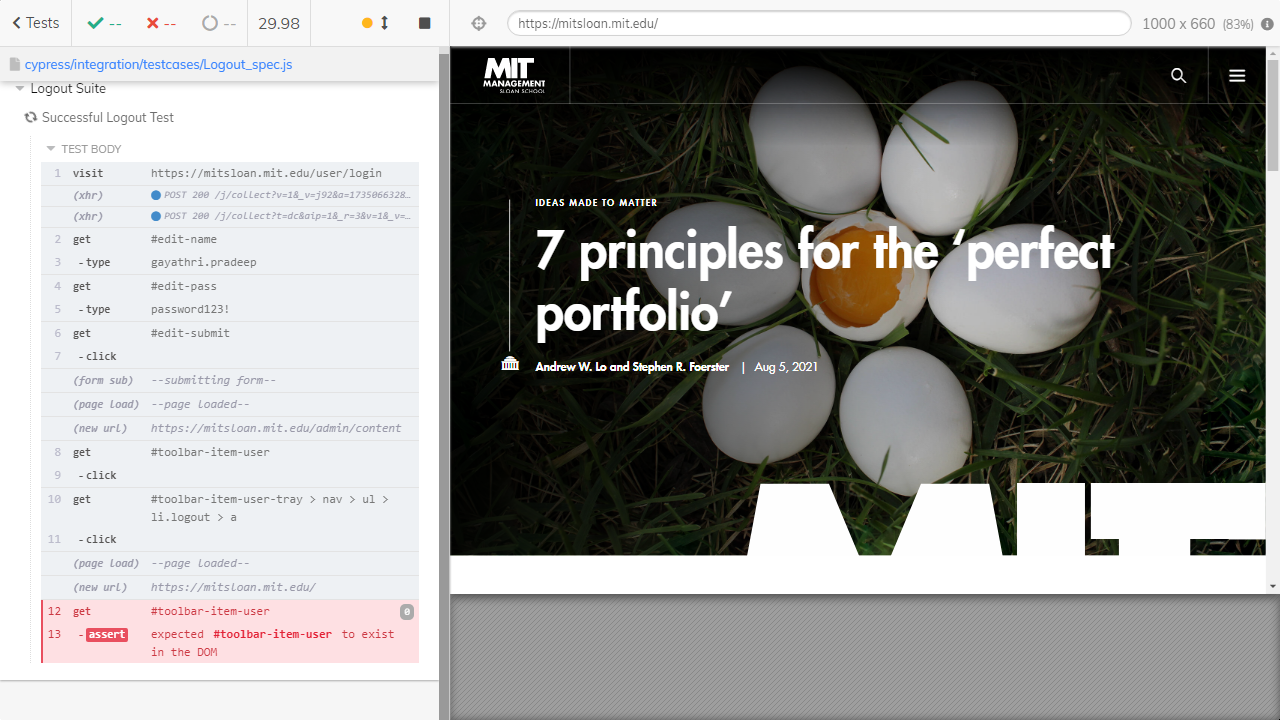 Tests
--
--
--
29.98
https://mitsloan.mit.edu/
1000 x 660 (83%)
cypress/integration/testcases/Logout_spec.js
Logout Suite
Successful Logout Test
TEST BODY
1 visit https://mitsloan.mit.edu/user/login
(xhr) POST 200 /j/collect?v=1&_v=j92&a=1735066328…
(xhr) POST 200 /j/collect?t=dc&aip=1&_r=3&v=1&_v=…
2 get #edit-name
3 -type gayathri.pradeep
4 get #edit-pass
5 -type password123!
6 get #edit-submit
7 -click
(form sub) --submitting form--
(page load) --page loaded--
(new url) https://mitsloan.mit.edu/admin/content
8 get #toolbar-item-user
9 -click
10 get #toolbar-item-user-tray > nav > ul >
li.logout > a
11 -click
(page load) --page loaded--
(new url) https://mitsloan.mit.edu/
12 get #toolbar-item-user 0
13 -assert expected #toolbar-item-user to exist
in the DOM
MIT
MANAGEMENT
SLOAN SCHOOL
IDEAS MADE TO MATTER
7 principles for the ‘perfect
portfolio’
Andrew W. Lo and Stephen R. Foerster | Aug 5, 2021
MIT